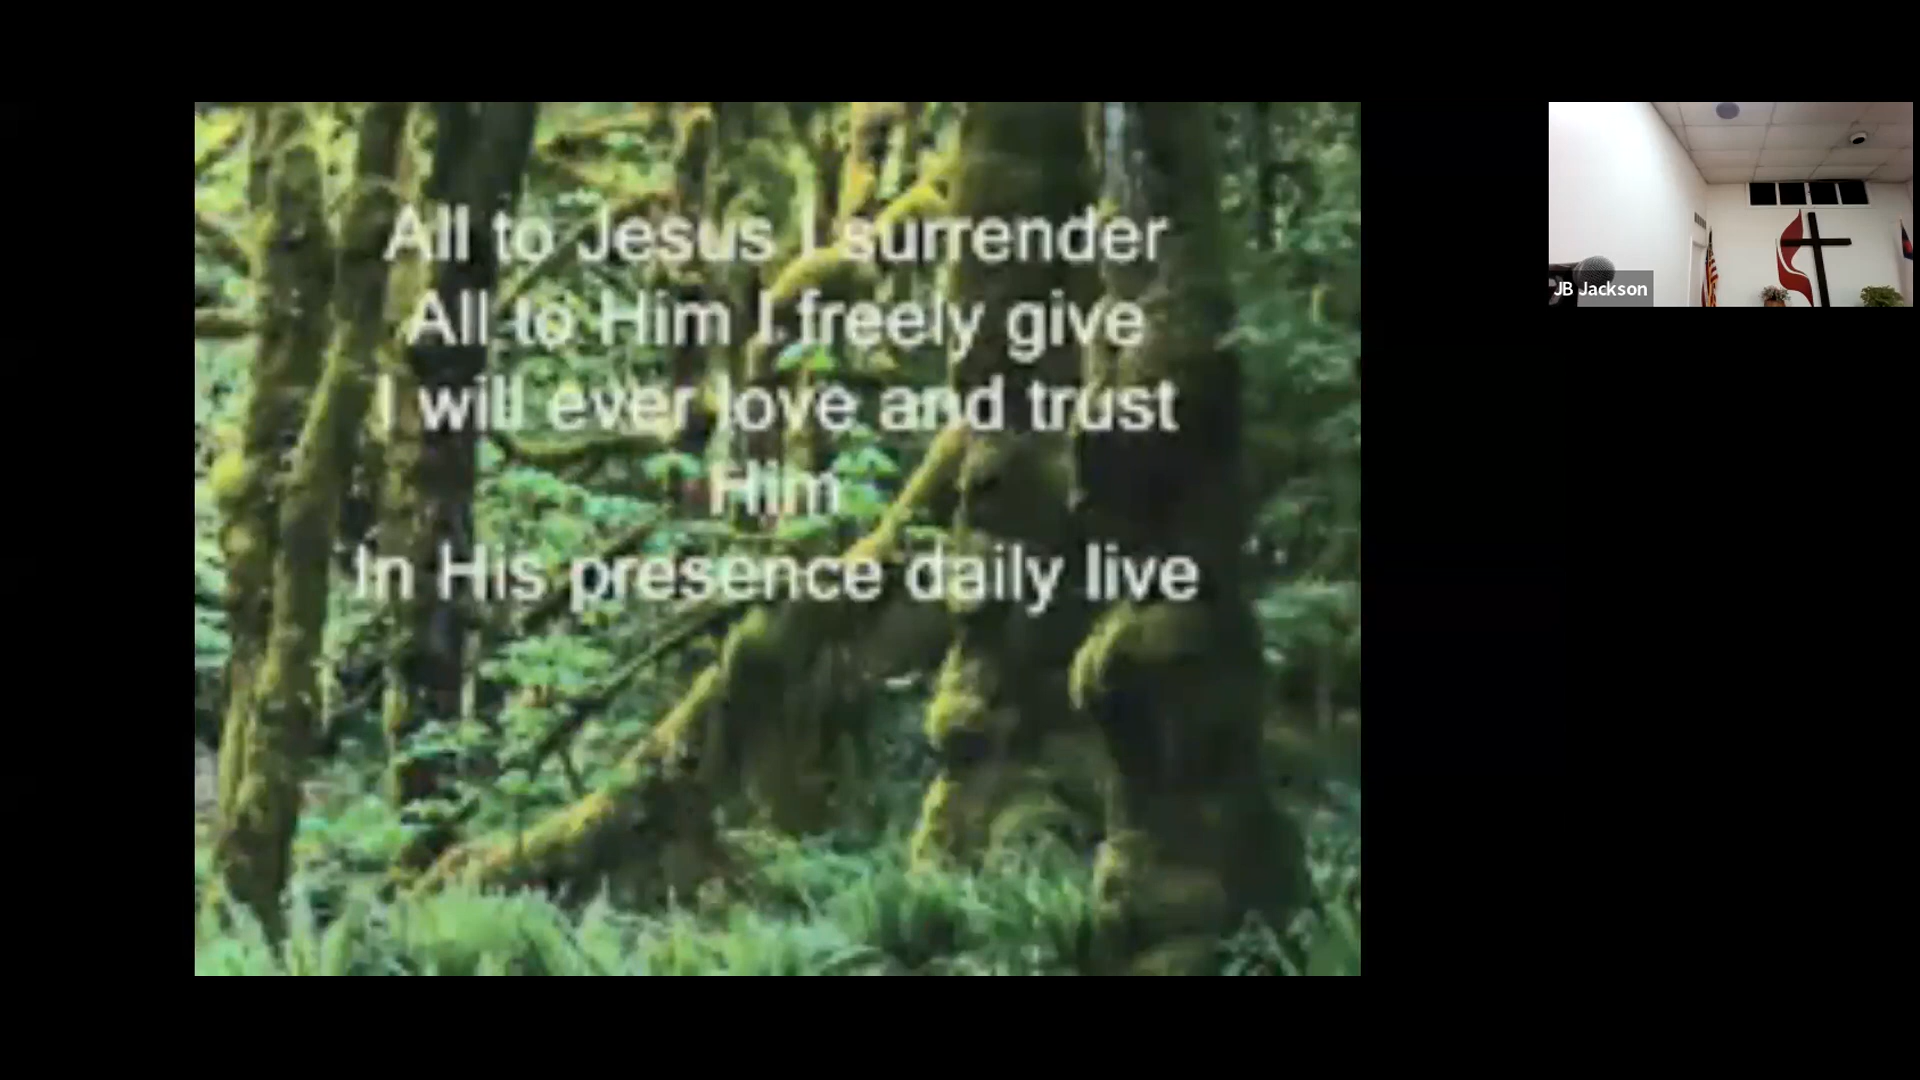 All to Jesus I surrender
All to Him I freely give
I will ever love and trust
Him
In His presence daily live
JB Jackson